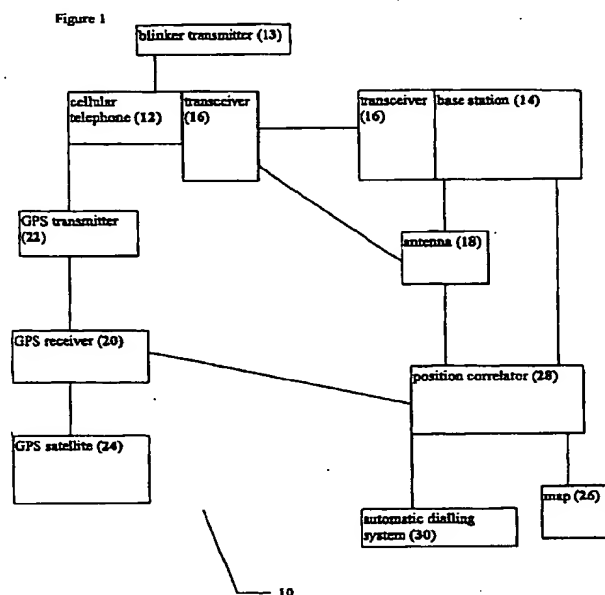 Figure 1
blinker transmitter (13)
cellular
telephone (12)
transceiver
(16)
transceiver
(16)
base station (14)
GPS transmitter
(22)
antenna (18)
GPS receiver (20)
position correlator (28)
GPS satellite (24)
map (26)
automatic dialling
system (30)
10